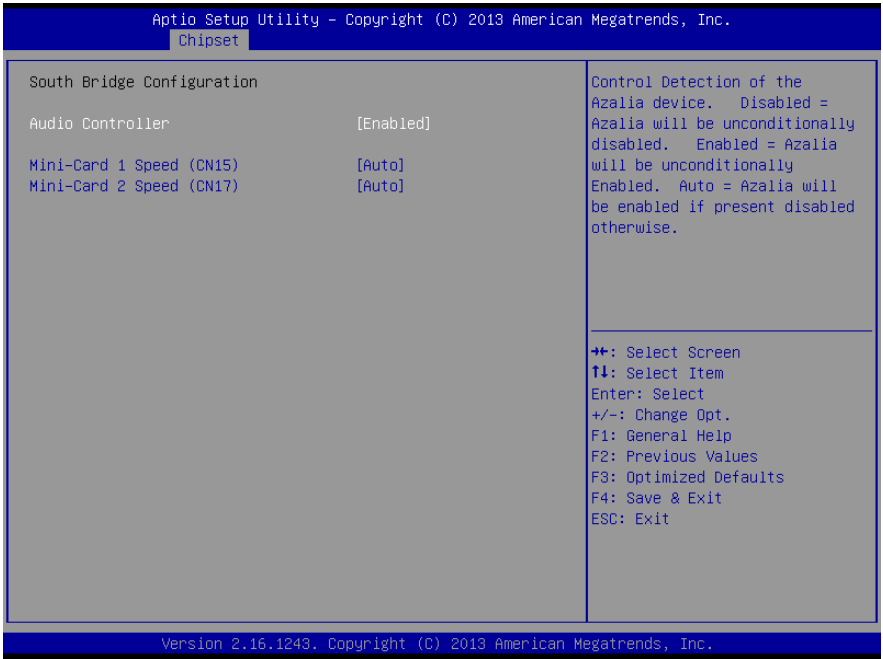 Aptio Setup Utility – Copyright (C) 2013 American Megatrends, Inc.
Chipset
South Bridge Configuration
Audio Controller [Enabled]
Mini-Card 1 Speed (CN15) [Auto]
Mini-Card 2 Speed (CN17) [Auto]
Control Detection of the
Azalia device. Disabled =
Azalia will be unconditionally
disabled. Enabled = Azalia
will be unconditionally
Enabled. Auto = Azalia will
be enabled if present disabled
otherwise.
→←: Select Screen
↑↓: Select Item
Enter: Select
+/-: Change Opt.
F1: General Help
F2: Previous Values
F3: Optimized Defaults
F4: Save & Exit
ESC: Exit
Version 2.16.1243. Copyright (C) 2013 American Megatrends, Inc.